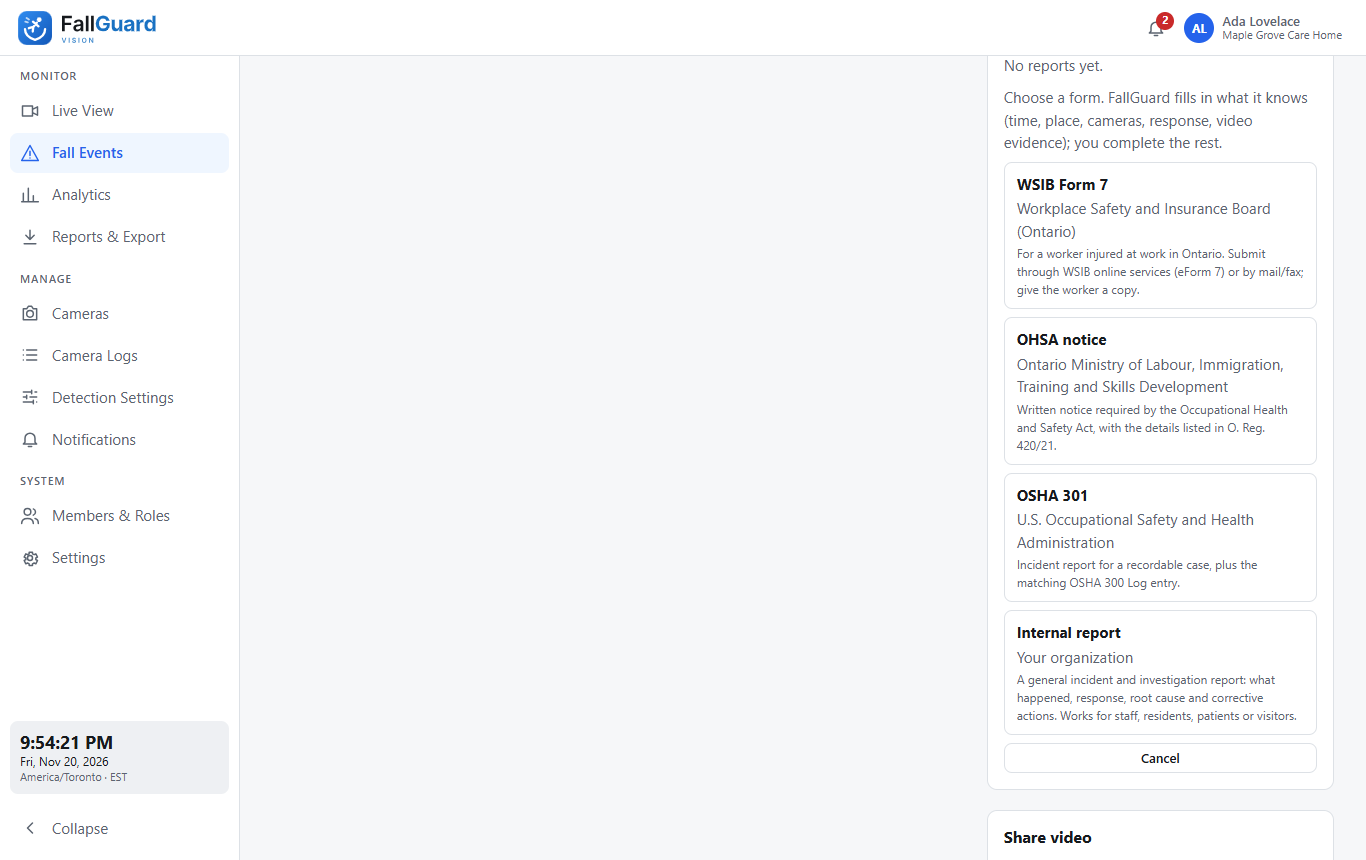 FallGuard
VISION
2
AL
Ada Lovelace
Maple Grove Care Home
MONITOR
Live View
Fall Events
Analytics
Reports & Export
MANAGE
Cameras
Camera Logs
Detection Settings
Notifications
SYSTEM
Members & Roles
Settings
9:54:21 PM
Fri, Nov 20, 2026
America/Toronto · EST
Collapse
No reports yet.
Choose a form. FallGuard fills in what it knows
(time, place, cameras, response, video
evidence); you complete the rest.
WSIB Form 7
Workplace Safety and Insurance Board
(Ontario)
For a worker injured at work in Ontario. Submit
through WSIB online services (eForm 7) or by mail/fax;
give the worker a copy.
OHSA notice
Ontario Ministry of Labour, Immigration,
Training and Skills Development
Written notice required by the Occupational Health
and Safety Act, with the details listed in O. Reg.
420/21.
OSHA 301
U.S. Occupational Safety and Health
Administration
Incident report for a recordable case, plus the
matching OSHA 300 Log entry.
Internal report
Your organization
A general incident and investigation report: what
happened, response, root cause and corrective
actions. Works for staff, residents, patients or visitors.
Cancel
Share video